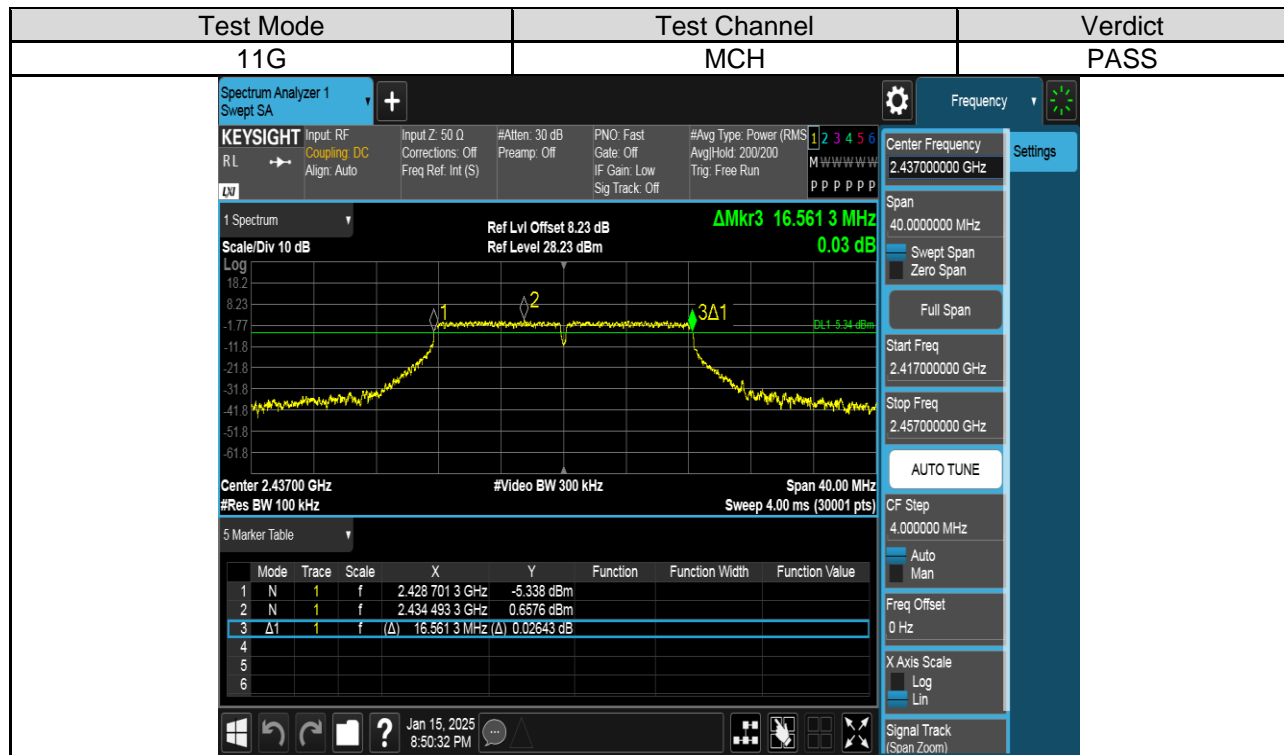 Test Mode Test Channel Verdict
11G MCH PASS
Spectrum Analyzer 1
Swept SA
+
Frequency
KEYSIGHT Input: RF Input Z: 50 Ω #Atten: 30 dB PNO: Fast #Avg Type: Power (RMS 1 2 3 4 5 6
RL Coupling: DC Corrections: Off Preamp: Off Gate: Off Avg|Hold: 200/200 M W W W W W
Align: Auto Freq Ref: Int (S) IF Gain: Low Trig: Free Run
LXI Sig Track: Off P P P P P P
1 Spectrum
Ref Lvl Offset 8.23 dB ΔMkr3 16.561 3 MHz
Scale/Div 10 dB Ref Level 28.23 dBm 0.03 dB
Log
18.2
8.23
-1.77
-11.8
-21.8
-31.8
-41.8
-51.8
-61.8
1
2
3Δ1
DL1 -5.34 dBm
Center 2.43700 GHz #Video BW 300 kHz Span 40.00 MHz
#Res BW 100 kHz Sweep 4.00 ms (30001 pts)
5 Marker Table
Mode Trace Scale X Y Function Function Width Function Value
1 N 1 f 2.428 701 3 GHz -5.338 dBm
2 N 1 f 2.434 493 3 GHz 0.6576 dBm
3 Δ1 1 f (Δ) 16.561 3 MHz (Δ) 0.02643 dB
4
5
6
?
Jan 15, 2025
8:50:32 PM
Center Frequency
2.437000000 GHz
Settings
Span
40.0000000 MHz
Swept Span
Zero Span
Full Span
Start Freq
2.417000000 GHz
Stop Freq
2.457000000 GHz
AUTO TUNE
CF Step
4.000000 MHz
Auto
Man
Freq Offset
0 Hz
X Axis Scale
Log
Lin
Signal Track
(Span Zoom)